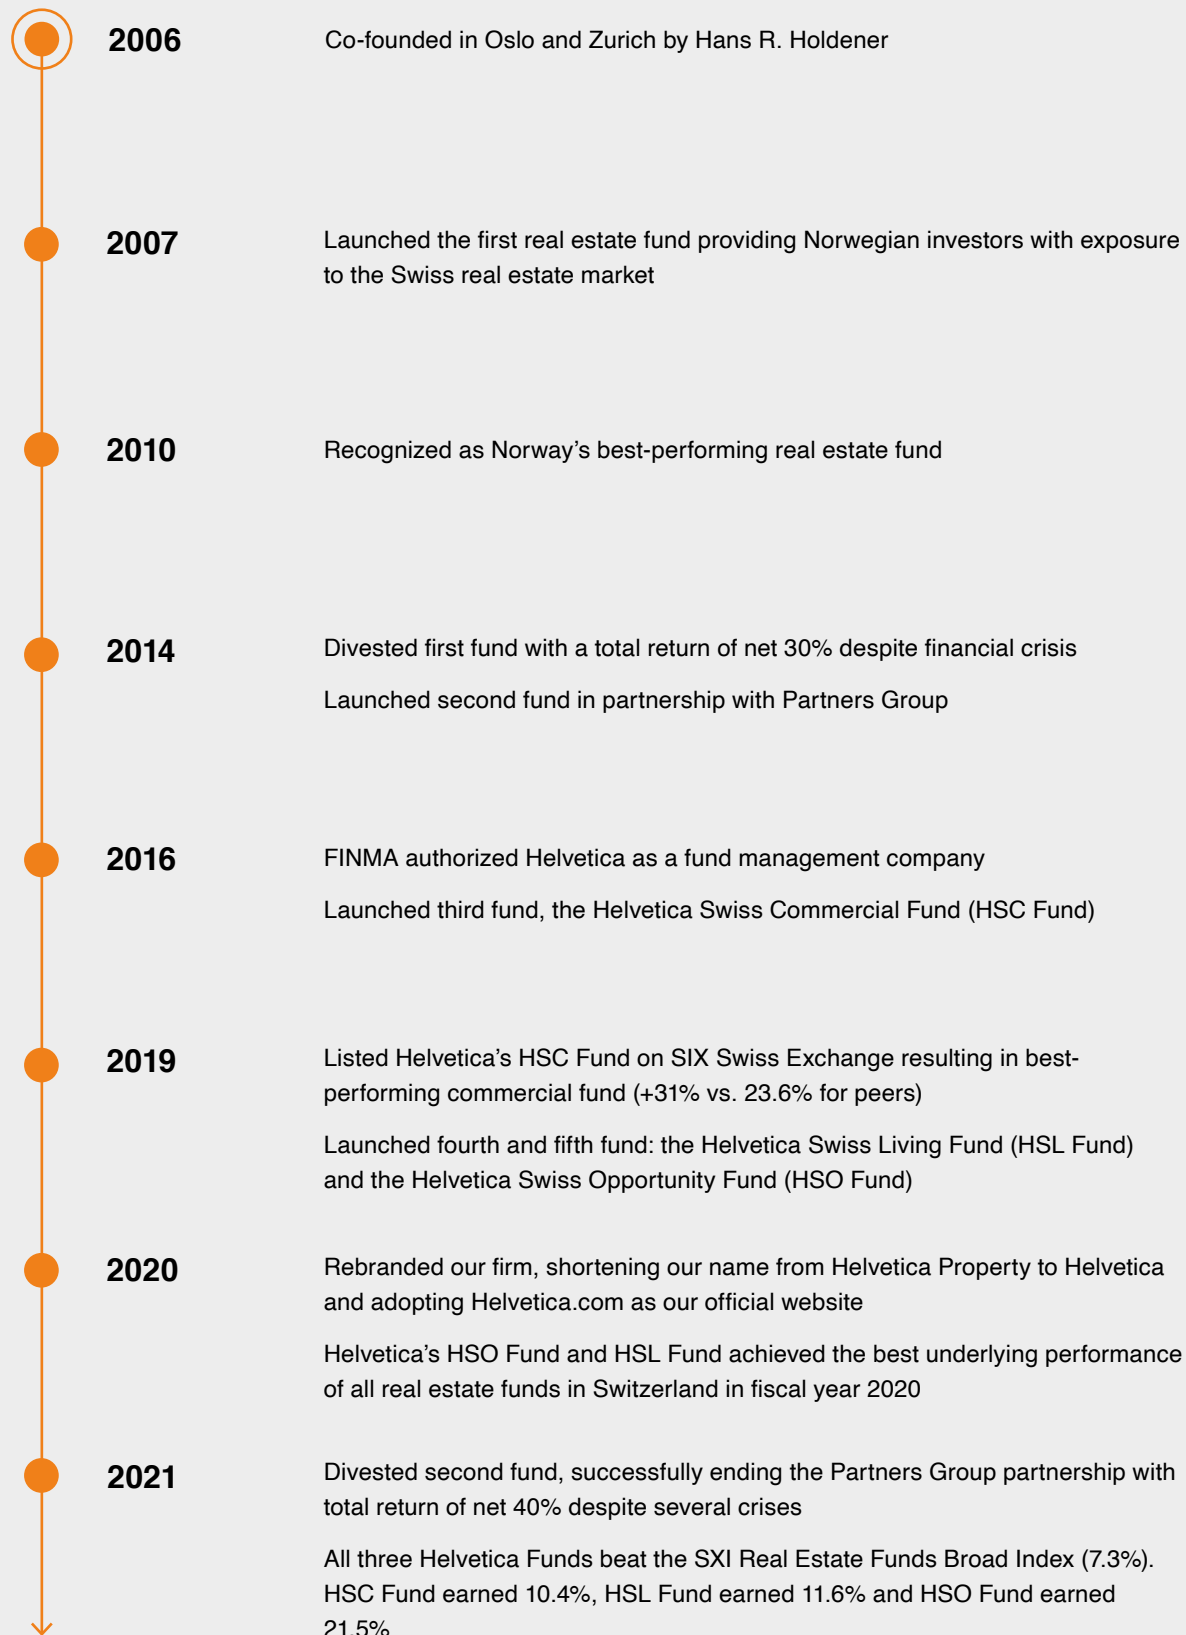 2006
Co-founded in Oslo and Zurich by Hans R. Holdener
2007
Launched the first real estate fund providing Norwegian investors with exposure
to the Swiss real estate market
2010
Recognized as Norway’s best-performing real estate fund
2014
Divested first fund with a total return of net 30% despite financial crisis
Launched second fund in partnership with Partners Group
2016
FINMA authorized Helvetica as a fund management company
Launched third fund, the Helvetica Swiss Commercial Fund (HSC Fund)
2019
Listed Helvetica’s HSC Fund on SIX Swiss Exchange resulting in best-
performing commercial fund (+31% vs. 23.6% for peers)
Launched fourth and fifth fund: the Helvetica Swiss Living Fund (HSL Fund)
and the Helvetica Swiss Opportunity Fund (HSO Fund)
2020
Rebranded our firm, shortening our name from Helvetica Property to Helvetica
and adopting Helvetica.com as our official website
Helvetica’s HSO Fund and HSL Fund achieved the best underlying performance
of all real estate funds in Switzerland in fiscal year 2020
2021
Divested second fund, successfully ending the Partners Group partnership with
total return of net 40% despite several crises
All three Helvetica Funds beat the SXI Real Estate Funds Broad Index (7.3%).
HSC Fund earned 10.4%, HSL Fund earned 11.6% and HSO Fund earned
21.5%